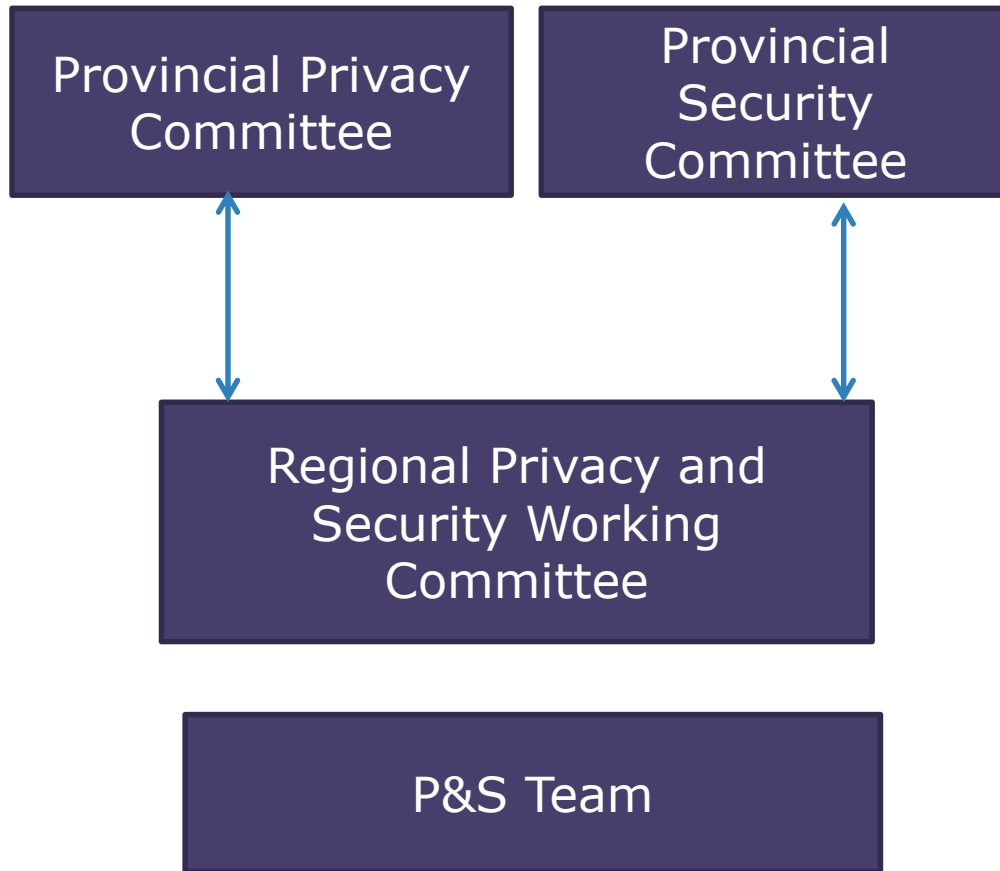 Provincial Privacy
Committee
Provincial
Security
Committee
Regional Privacy and
Security Working
Committee
P&S Team